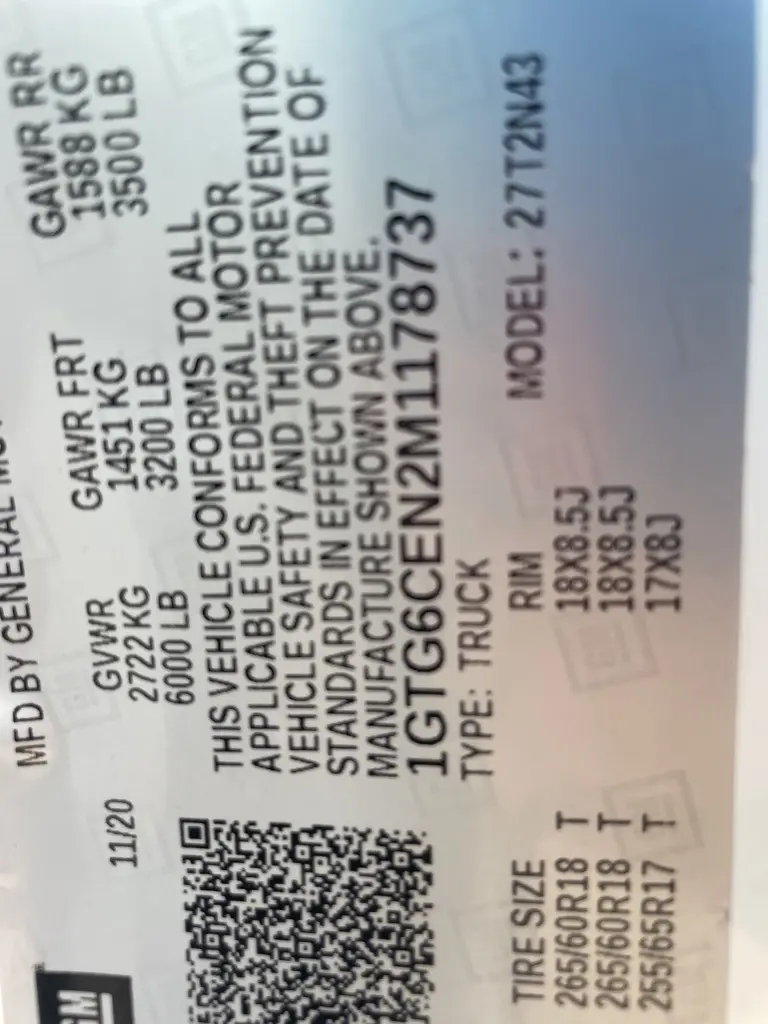 MFD BY GENERAL
11/20 GVWR GAWR FRT GAWR RR
2722 KG 1451 KG 1588 KG
6000 LB 3200 LB 3500 LB
THIS VEHICLE CONFORMS TO ALL
APPLICABLE U.S. FEDERAL MOTOR
VEHICLE SAFETY AND THEFT PREVENTION
STANDARDS IN EFFECT ON THE DATE OF
MANUFACTURE SHOWN ABOVE.
1GTG6CEN2M1178737
TYPE: TRUCK MODEL: 27T2N43
TIRE SIZE RIM
265/60R18 T 18X8.5J
265/60R18 T 18X8.5J
255/65R17 T 17X8J
GM